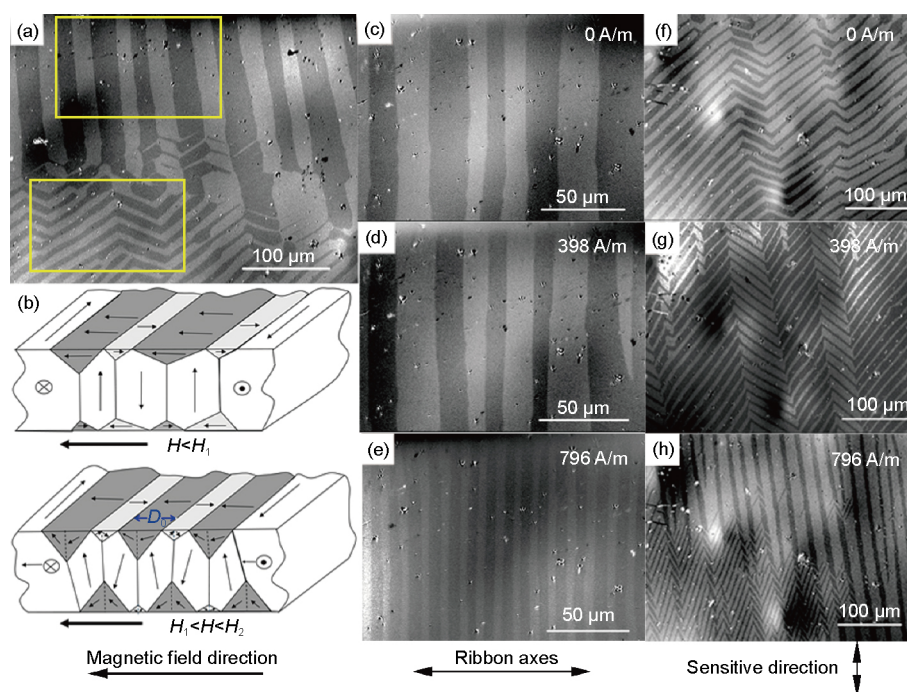 (a)
100 μm
(b)
H<H1
D0
H1<H<H2
Magnetic field direction
(c)
0 A/m
50 μm
(d)
398 A/m
50 μm
(e)
796 A/m
50 μm
Ribbon axes
(f)
0 A/m
100 μm
(g)
398 A/m
100 μm
(h)
796 A/m
100 μm
Sensitive direction